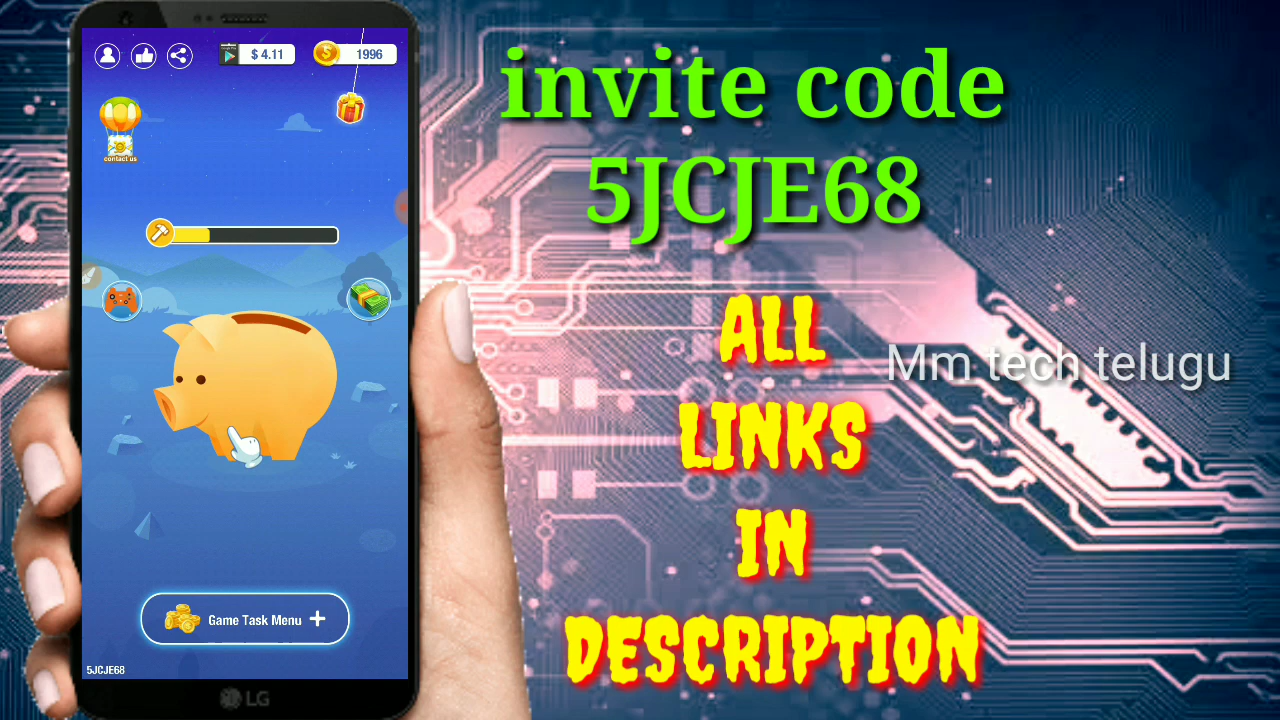 $ 4.11
1996
contact us
Game Task Menu +
5JCJE68
LG
invite code
5JCJE68
ALL
LINKS
IN
DESCRIPTION
Mm tech telugu